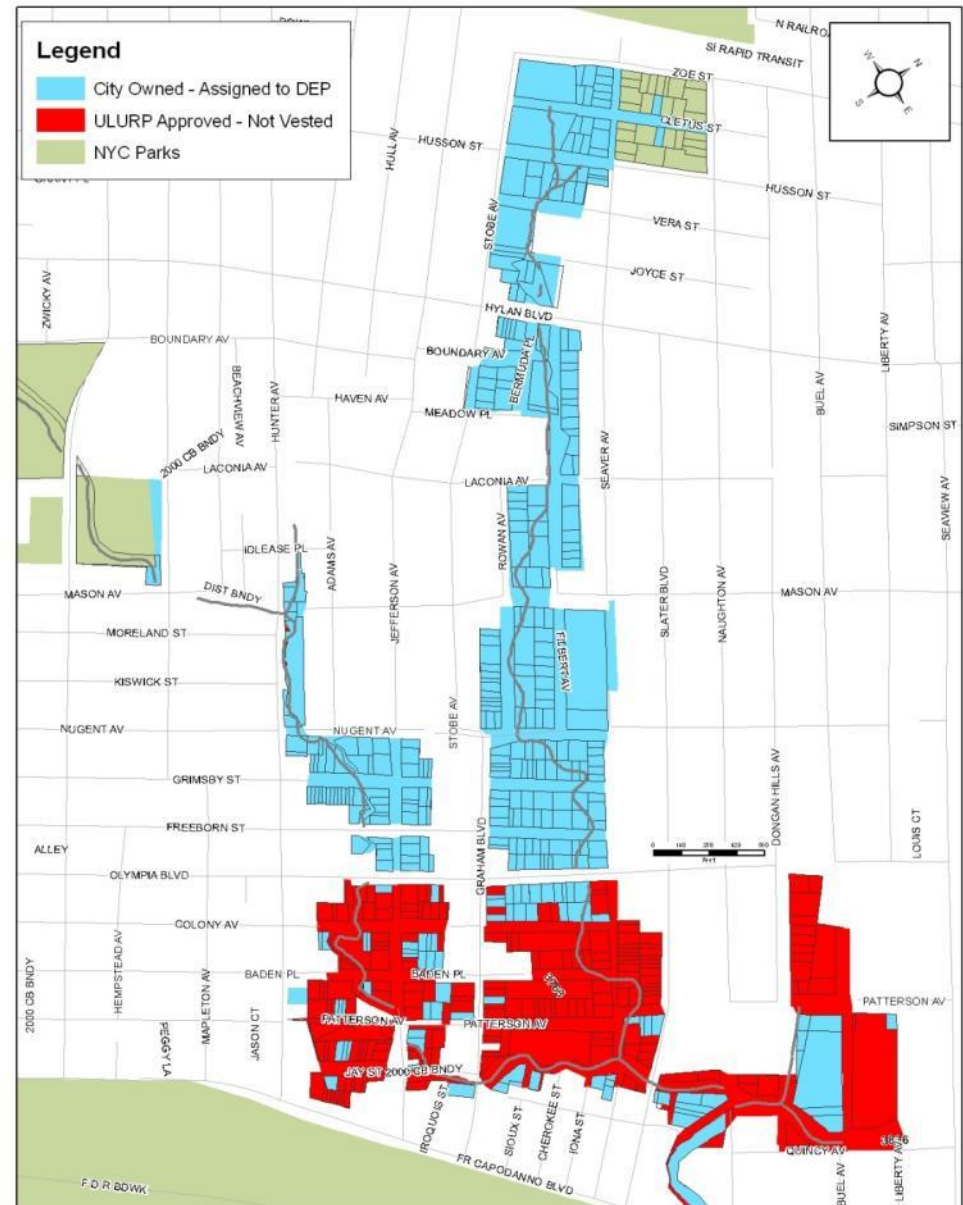 Legend
City Owned - Assigned to DEP
ULURP Approved - Not Vested
NYC Parks
N RAILRO
SI RAPID TRANSIT
W
N
S
E
ZOE ST
CLETUS ST
HULL AV
HUSSON ST
HUSSON ST
VERA ST
STOBE AV
JOYCE ST
ZWICKY AV
HYLAN BLVD
LIBERTY AV
BOUNDARY AV
BOUNDARY AV
BERMUDA PL
BEACHVIEW AV
HUNTER AV
HAVEN AV
MEADOW PL
BUEL AV
SIMPSON ST
2000 CB BNDY
LACONIA AV
LACONIA AV
SEAVER AV
SEAVIEW AV
ROWAN AV
IDLEASE PL
ADAMS AV
JEFFERSON AV
MASON AV
DIST BNDY
MASON AV
SLATER BLVD
NAUGHTON AV
MORELAND ST
FILBERT AV
KISWICK ST
NUGENT AV
NUGENT AV
STOBE AV
GRIMSBY ST
DONGAN HILLS AV
FREEBORN ST
LOUIS CT
ALLEY
GRAHAM BLVD
0 100 200 400 600
Feet
OLYMPIA BLVD
COLONY AV
HEMPSTEAD AV
BADEN PL
BADEN PL
3769
2000 CB BNDY
MAPLETON AV
PATTERSON AV
PATTERSON AV
PATTERSON AV
PEGGY LA
JASON CT
JAY ST 2000 CB BNDY
IROQUOIS ST
SIOUX ST
CHEROKEE ST
IONA ST
QUINCY AV
FR CAPODANNO BLVD
BUEL AV
LIBERTY AV
F D R BDWK